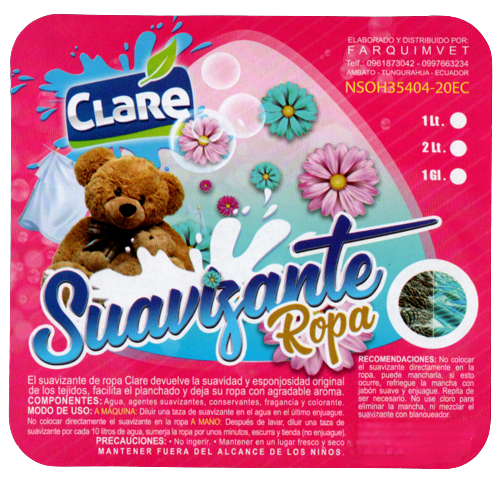 ELABORADO Y DISTRIBUIDO POR:
FARQUIMVET
Telf.: 0961873042 - 0997663234
AMBATO - TUNGURAHUA - ECUADOR
NSOH35404-20EC
CLARE
1 Lt.
2 Lt.
1 Gl.
Suavizante
Ropa
RECOMENDACIONES: No colocar
el suavizante directamente en la
ropa, puede mancharla, si esto
ocurre, refriegue la mancha con
jabón suave y enjuague. Repita de
ser necesario. No use cloro para
eliminar la mancha, ni mezclar el
suavizante con blanqueador.
El suavizante de ropa Clare devuelve la suavidad y esponjosidad original
de los tejidos, facilita el planchado y deja su ropa con agradable aroma.
COMPONENTES: Agua, agentes suavizantes, conservantes, fragancia y colorante.
MODO DE USO: A MÁQUINA: Diluir una taza de suavizante en el agua en el último enjuague.
No colocar directamente el suavizante en la ropa A MANO: Después de lavar, diluir una taza de
suavizante por cada 10 litros de agua, sumerja la ropa por unos minutos, escurra y tienda (no enjuague).
PRECAUCIONES: • No ingerir. • Mantener en un lugar fresco y seco
MANTENER FUERA DEL ALCANCE DE LOS NIÑOS.